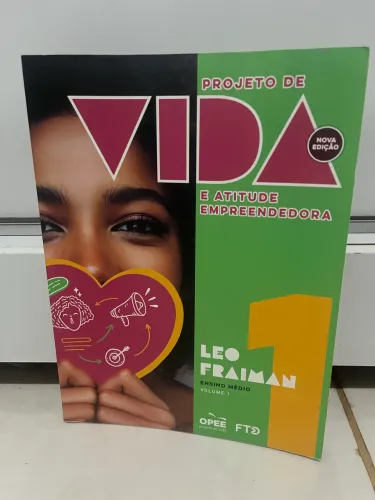 PROJETO DE
VIDA
NOVA
EDIÇÃO
E ATITUDE
EMPREENDEDORA
LEO
FRAIMAN
ENSINO MÉDIO
VOLUME 1
1
OPEE
FTD